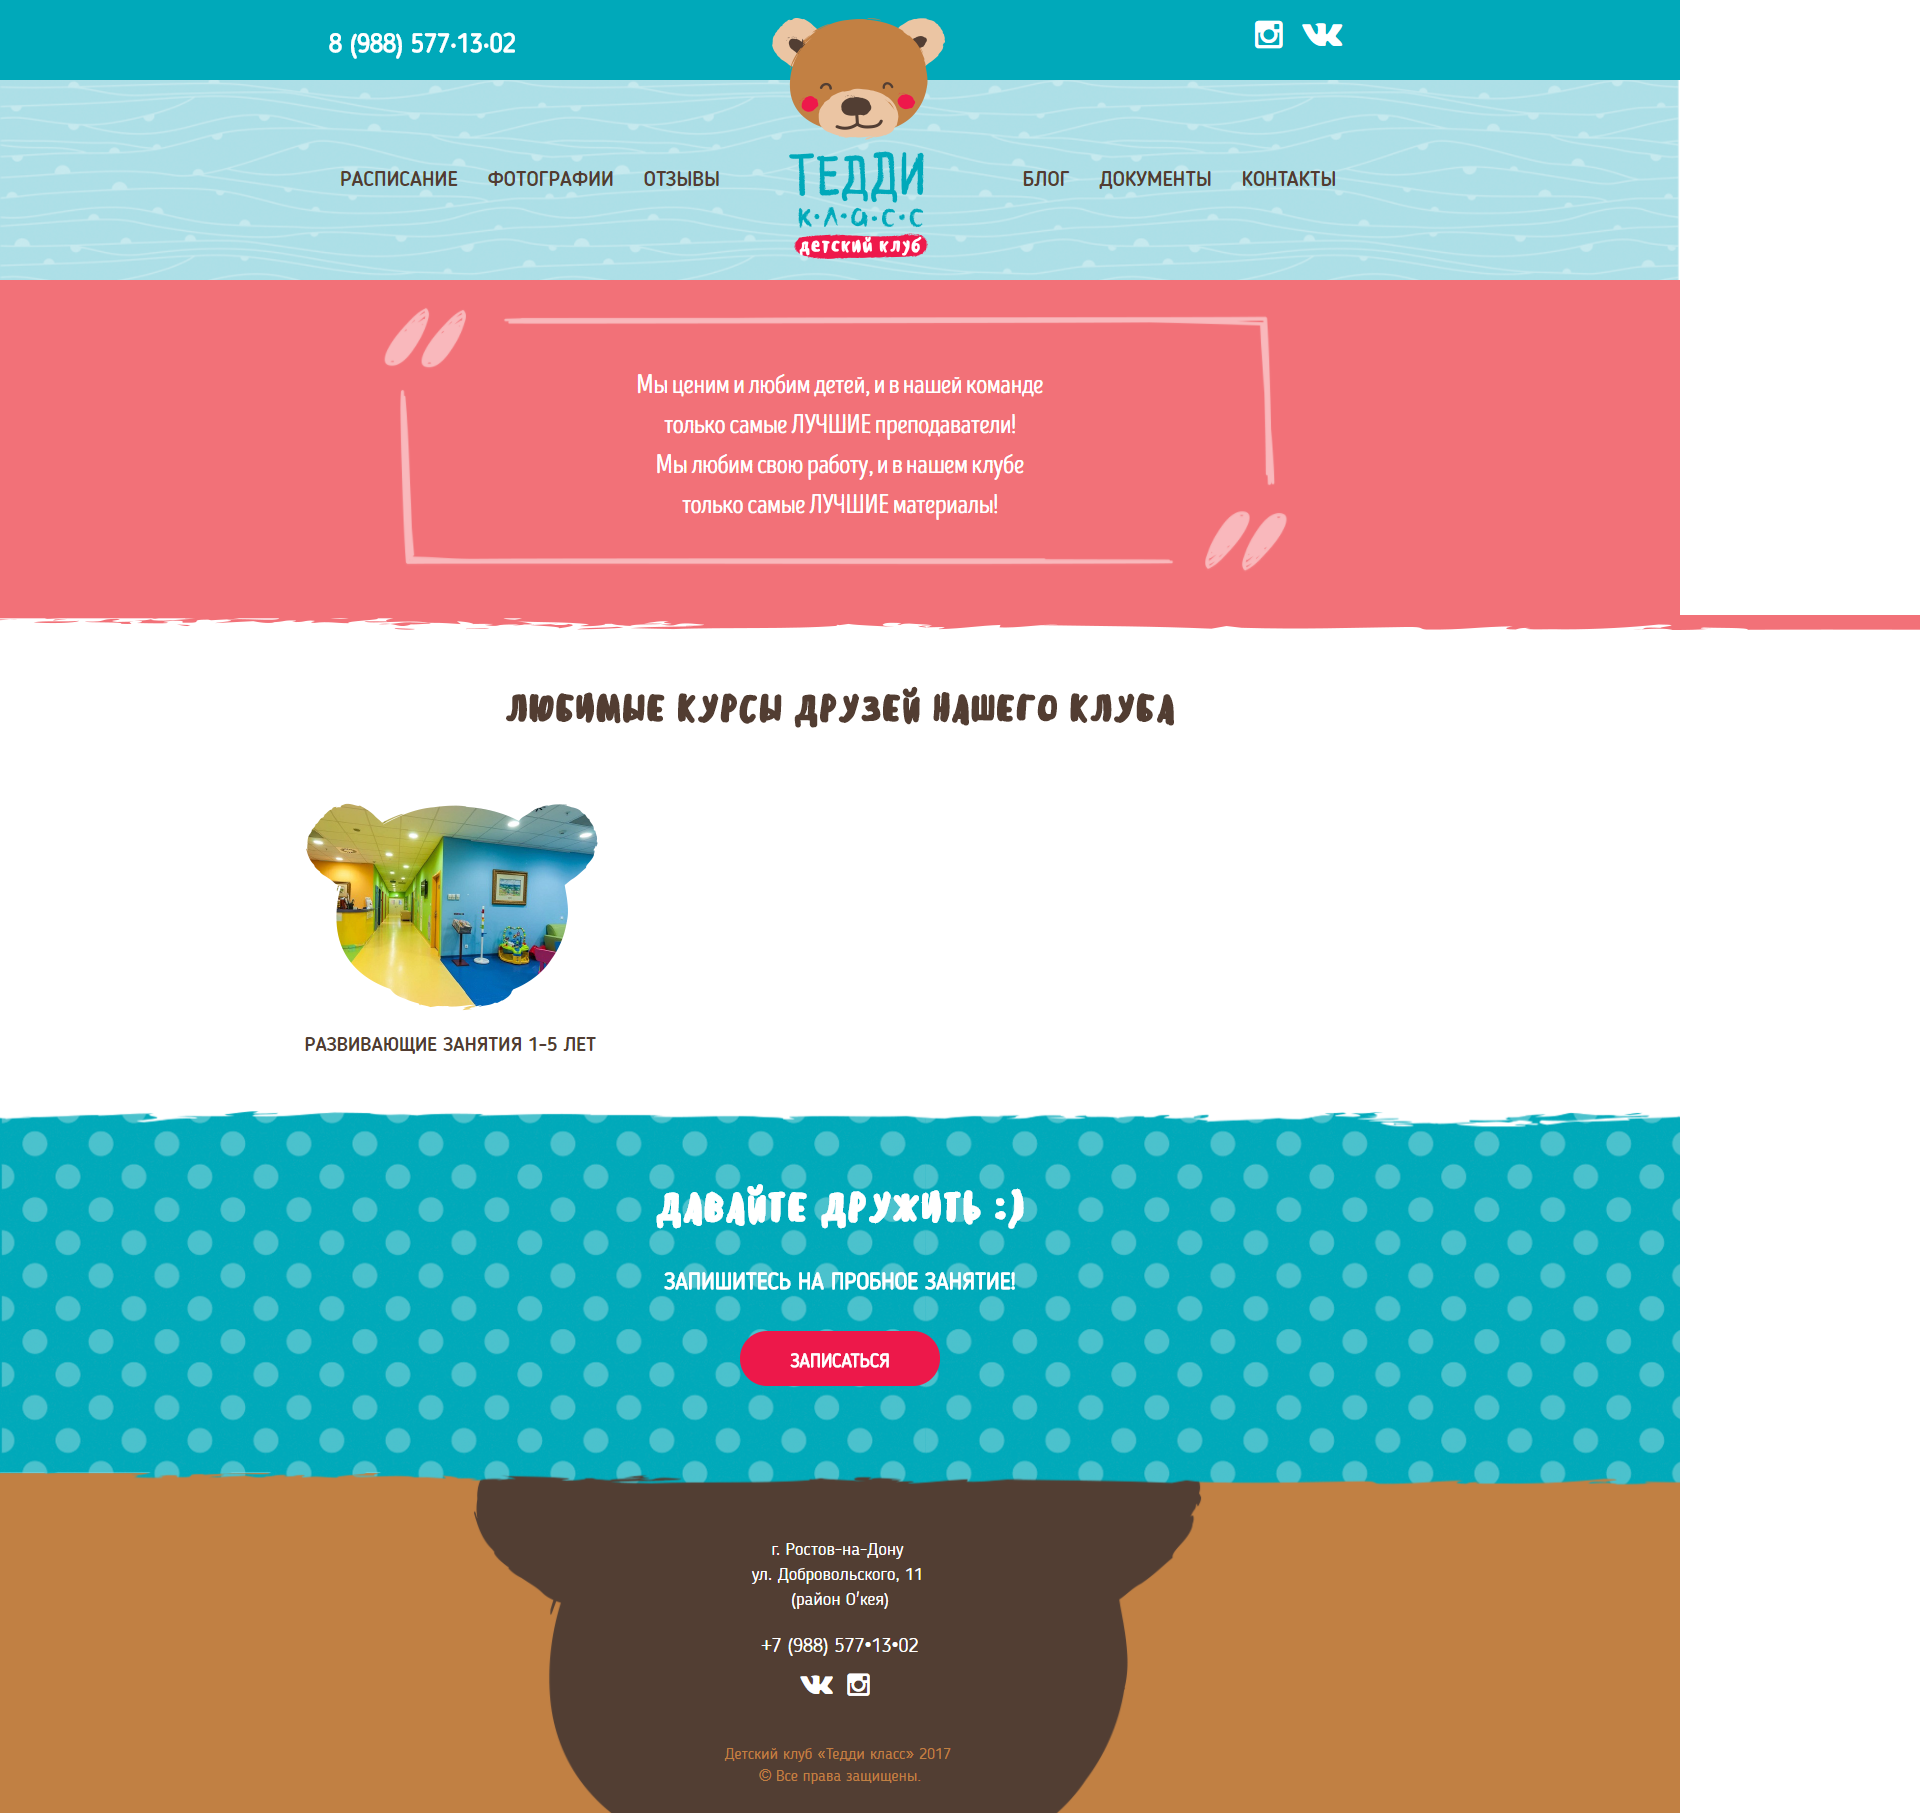 8 (988) 577·13·02
РАСПИСАНИЕ ФОТОГРАФИИ ОТЗЫВЫ
ТЕДДИ
к·л·а·с·с
детский клуб
БЛОГ ДОКУМЕНТЫ КОНТАКТЫ
Мы ценим и любим детей, и в нашей команде
только самые ЛУЧШИЕ преподаватели!
Мы любим свою работу, и в нашем клубе
только самые ЛУЧШИЕ материалы!
ЛЮБИМЫЕ КУРСЫ ДРУЗЕЙ НАШЕГО КЛУБА
РАЗВИВАЮЩИЕ ЗАНЯТИЯ 1-5 ЛЕТ
ДАВАЙТЕ ДРУЖИТЬ :)
ЗАПИШИТЕСЬ НА ПРОБНОЕ ЗАНЯТИЕ!
ЗАПИСАТЬСЯ
г. Ростов-на-Дону
ул. Добровольского, 11
(район О'кея)
+7 (988) 577•13•02
Детский клуб «Тедди класс» 2017
© Все права защищены.